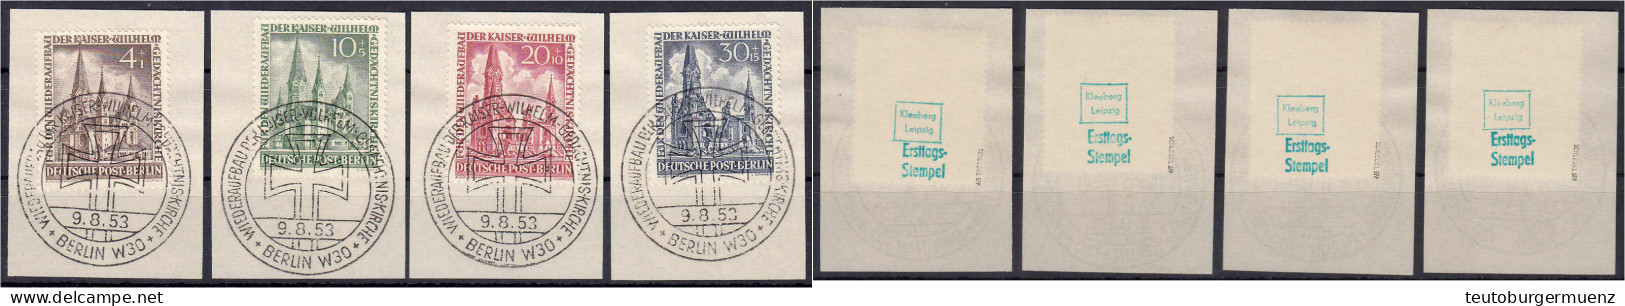 FÜR DEN WIEDERAUFBAU DER KAISER-WILHELM-GEDÄCHTNISKIRCHE
4+1
DEUTSCHE POST·BERLIN
WIEDERAUFBAU DER KAISER-WILHELM-GEDÄCHTNISKIRCHE
9.8.53
+ BERLIN W30 +
FÜR DEN WIEDERAUFBAU DER KAISER-WILHELM-GEDÄCHTNISKIRCHE
10+5
DEUTSCHE POST·BERLIN
WIEDERAUFBAU DER KAISER-WILHELM-GEDÄCHTNISKIRCHE
9.8.53
+ BERLIN W30 +
FÜR DEN WIEDERAUFBAU DER KAISER-WILHELM-GEDÄCHTNISKIRCHE
20+10
DEUTSCHE POST·BERLIN
WIEDERAUFBAU DER KAISER-WILHELM-GEDÄCHTNISKIRCHE
9.8.53
+ BERLIN W30 +
FÜR DEN WIEDERAUFBAU DER KAISER-WILHELM-GEDÄCHTNISKIRCHE
30+15
DEUTSCHE POST·BERLIN
WIEDERAUFBAU DER KAISER-WILHELM-GEDÄCHTNISKIRCHE
9.8.53
+ BERLIN W30 +
Kleeberg
Leipzig
Ersttags-
Stempel
Kleeberg
Leipzig
Ersttags-
Stempel
Kleeberg
Leipzig
Ersttags-
Stempel
Kleeberg
Leipzig
Ersttags-
Stempel
delcampe.net
teutoburgermuenz